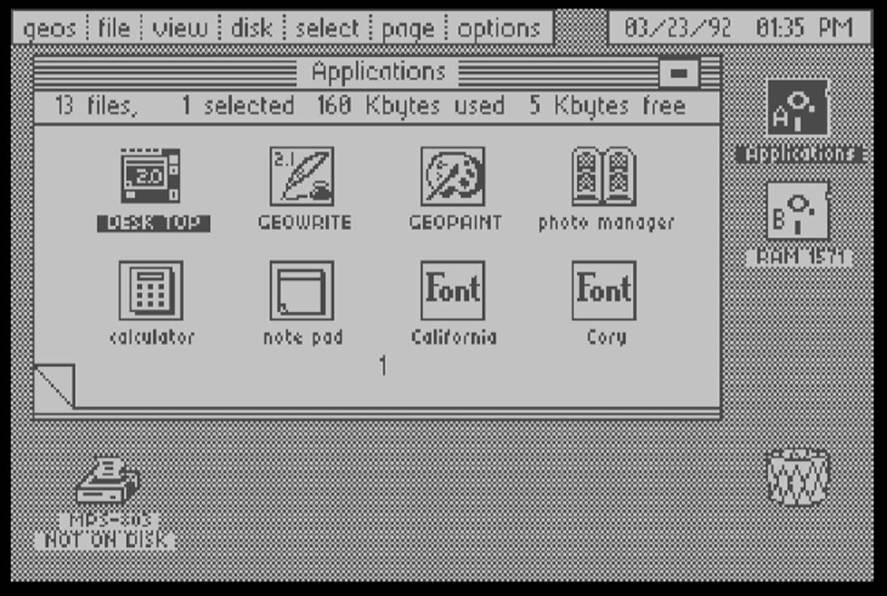 geos file view disk select page options 03/23/92 01:35 PM
Applications
13 files, 1 selected 160 Kbytes used 5 Kbytes free
A
Applications
2.0 2.1
DESK TOP GEOWRITE GEOPAINT photo manager
B
RAM 1571
Font Font
calculator note pad California Cory
1
MPS-803
NOT ON DISK